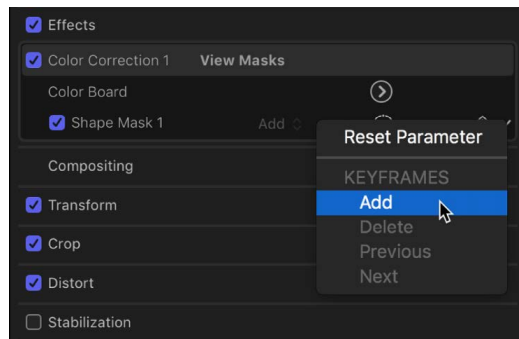 Effects
Color Correction 1 View Masks
Color Board
Shape Mask 1 Add
Reset Parameter
Compositing
KEYFRAMES
Transform
Add
Delete
Crop
Previous
Next
Distort
Stabilization